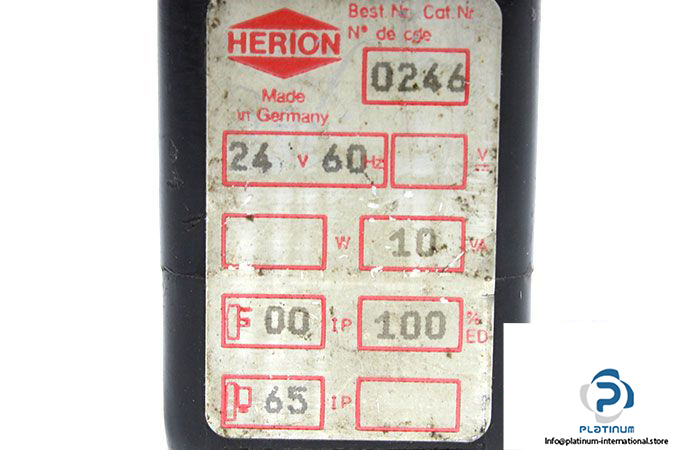 HERION
Best.Nr. Cat.Nr
N° de cde
0246
Made
in Germany
24 V 60 Hz V
W 10 VA
00 IP 100 % ED
65 IP
PLATINUM
Info@platinum-international.store